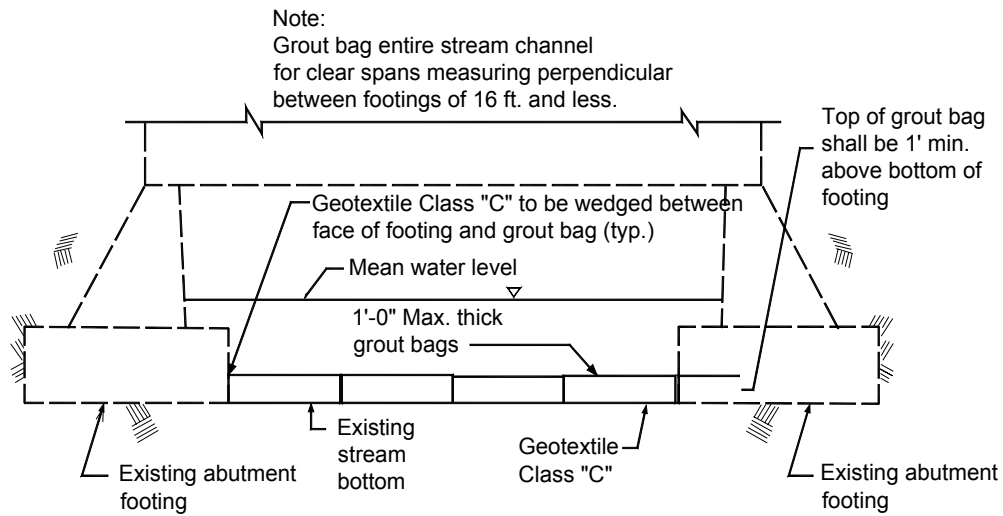 Note:
Grout bag entire stream channel
for clear spans measuring perpendicular
between footings of 16 ft. and less.
Top of grout bag
shall be 1' min.
above bottom of
footing
Geotextile Class "C" to be wedged between
face of footing and grout bag (typ.)
Mean water level
1'-0" Max. thick
grout bags
Existing
stream
bottom
Geotextile
Class "C"
Existing abutment
footing
Existing abutment
footing